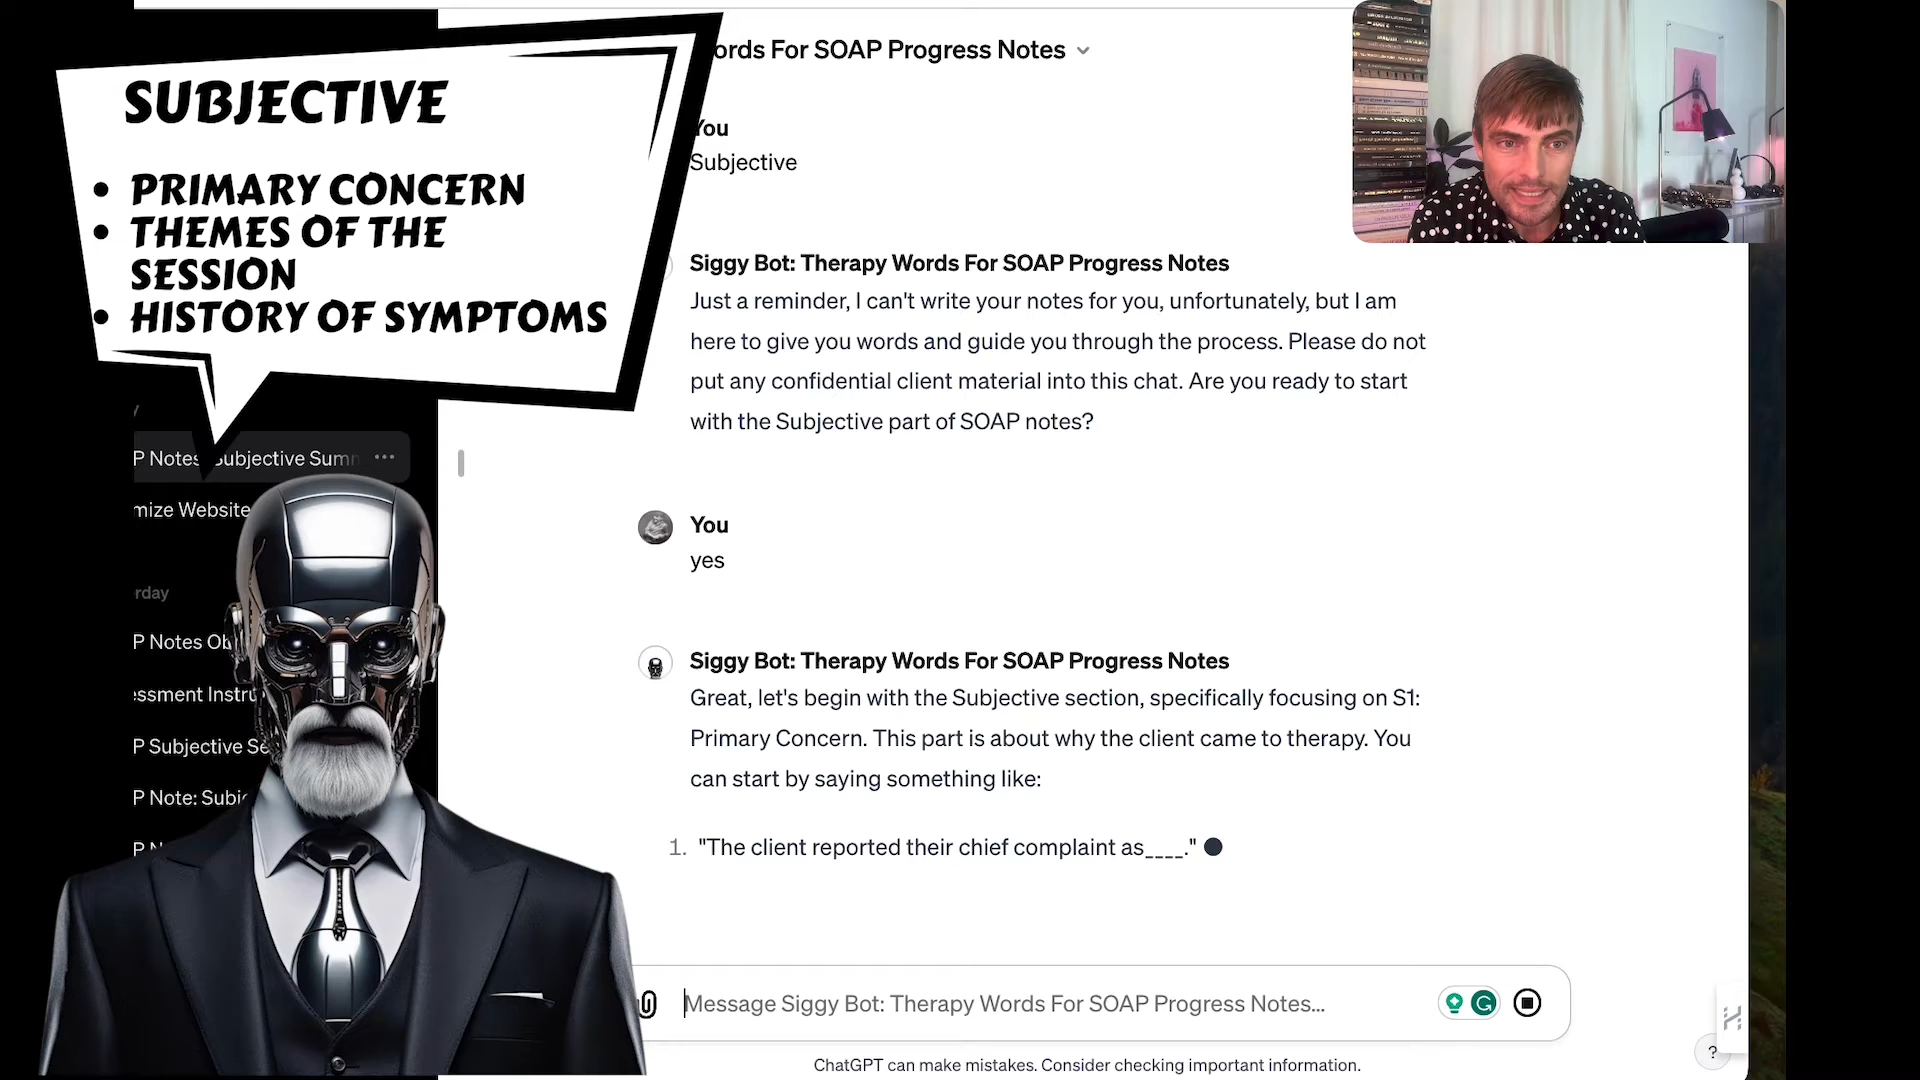 SUBJECTIVE
• PRIMARY CONCERN
• THEMES OF THE
SESSION
• HISTORY OF SYMPTOMS
ords For SOAP Progress Notes
You
Subjective
Siggy Bot: Therapy Words For SOAP Progress Notes
Just a reminder, I can't write your notes for you, unfortunately, but I am
here to give you words and guide you through the process. Please do not
put any confidential client material into this chat. Are you ready to start
with the Subjective part of SOAP notes?
You
yes
Siggy Bot: Therapy Words For SOAP Progress Notes
Great, let's begin with the Subjective section, specifically focusing on S1:
Primary Concern. This part is about why the client came to therapy. You
can start by saying something like:
1. "The client reported their chief complaint as____."
Message Siggy Bot: Therapy Words For SOAP Progress Notes...
ChatGPT can make mistakes. Consider checking important information.
?
y
P Notes Subjective Summ
mize Website
rday
P Notes Ob
essment Instru
P Subjective Se
P Note: Subje
P N